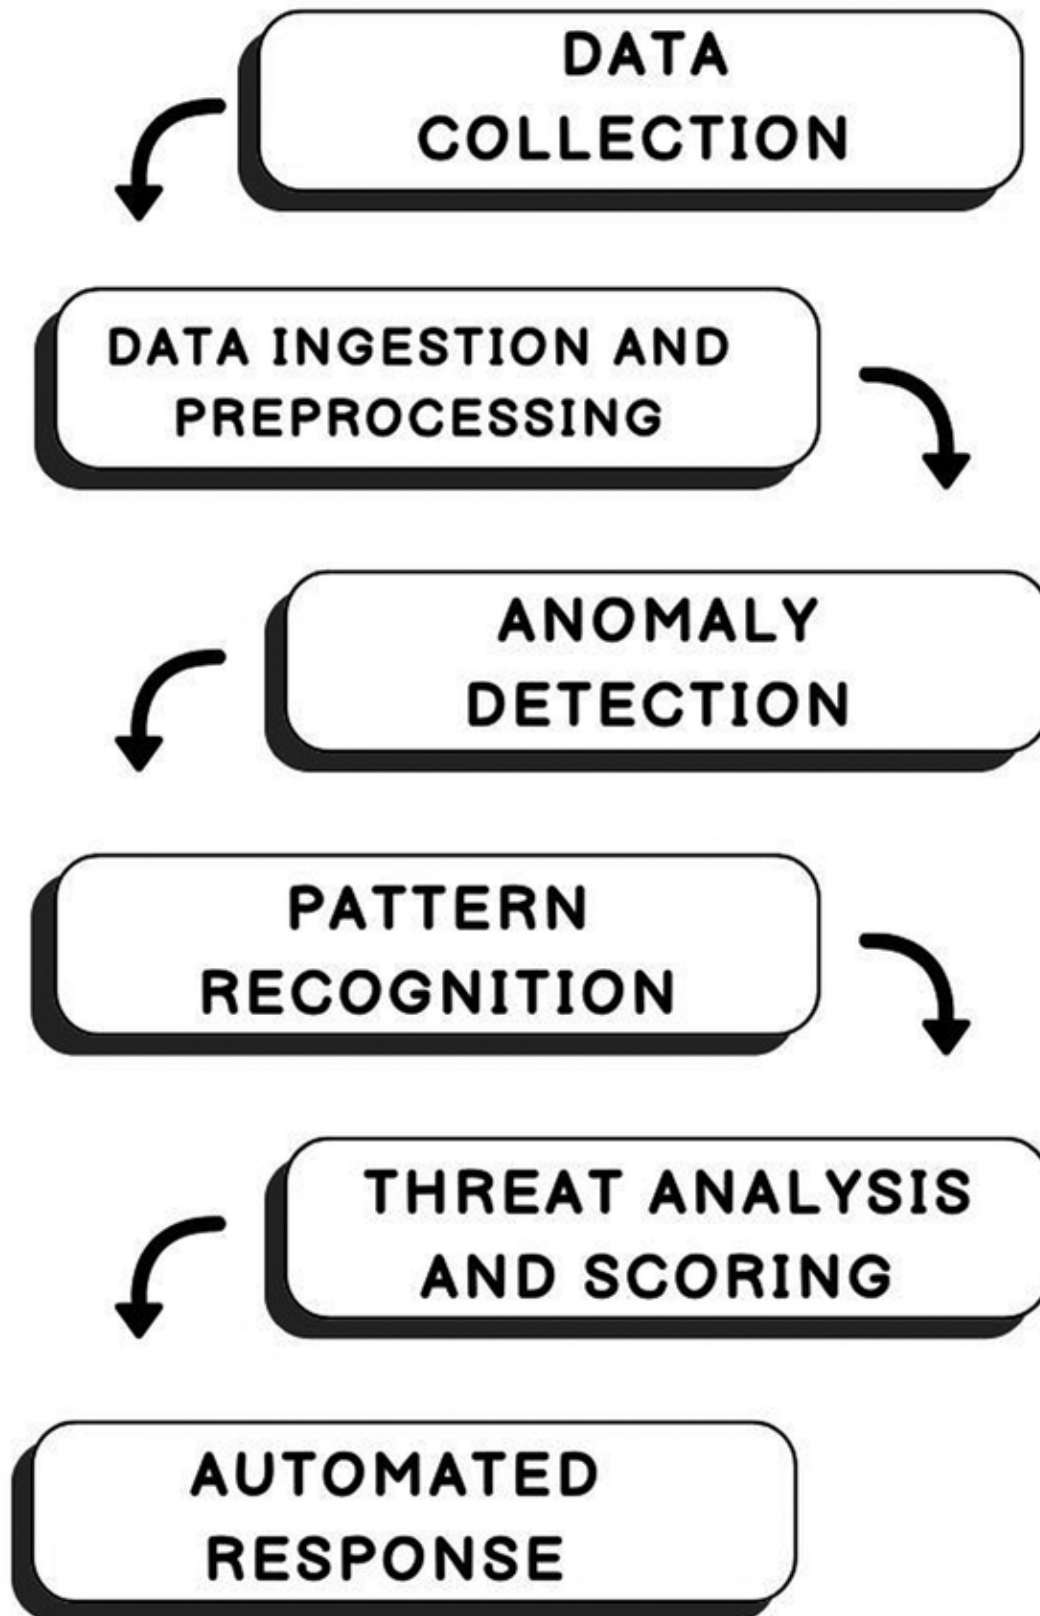 DATA
COLLECTION
DATA INGESTION AND
PREPROCESSING
ANOMALY
DETECTION
PATTERN
RECOGNITION
THREAT ANALYSIS
AND SCORING
AUTOMATED
RESPONSE